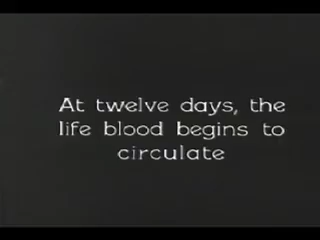 At twelve days, the
life blood begins to
circulate